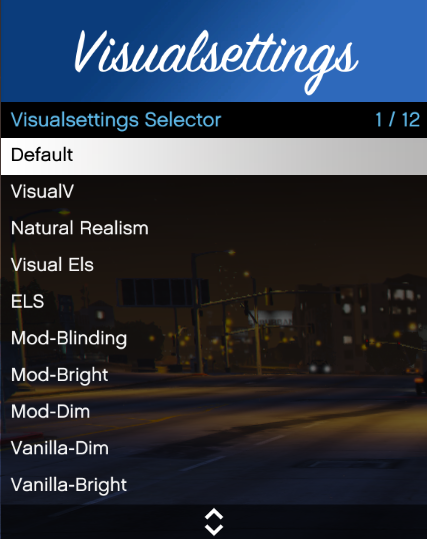 Visualsettings
Visualsettings Selector 1 / 12
Default
VisualV
Natural Realism
Visual Els
ELS
Mod-Blinding
Mod-Bright
Mod-Dim
Vanilla-Dim
Vanilla-Bright